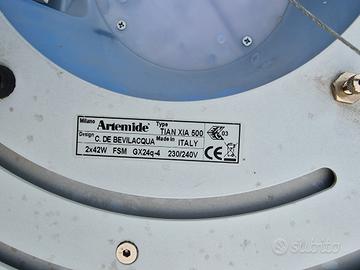 Milano Artemide® Type TIAN XIA 500 03
Design C. DE BEVILACQUA Made in ITALY
2x42W FSM GX24q-4 230/240V CE
subito